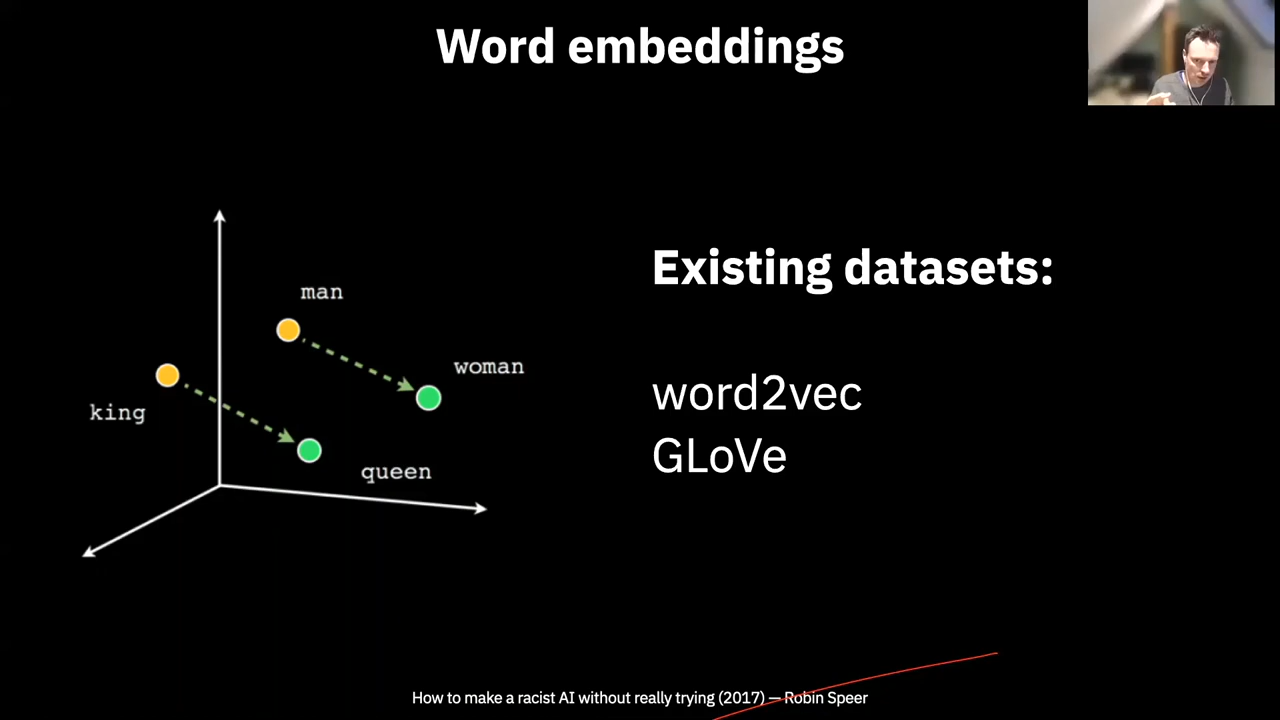 Word embeddings
man
woman
king
queen
Existing datasets:
word2vec
GLoVe
How to make a racist AI without really trying (2017) — Robin Speer